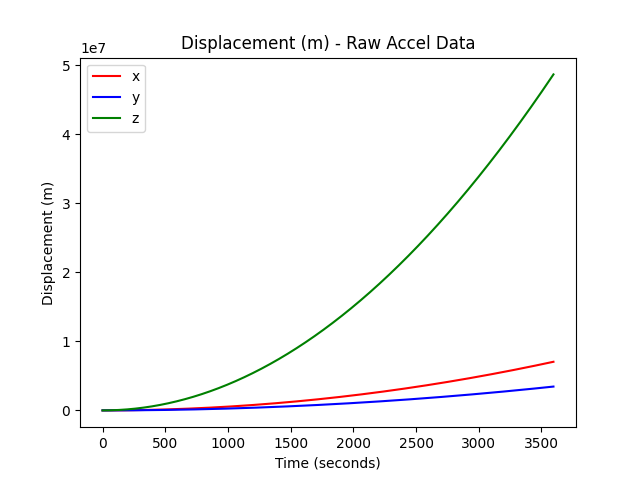 Displacement (m) - Raw Accel Data
1e7
x
y
z
5
4
3
2
1
0
Displacement (m)
0 500 1000 1500 2000 2500 3000 3500
Time (seconds)